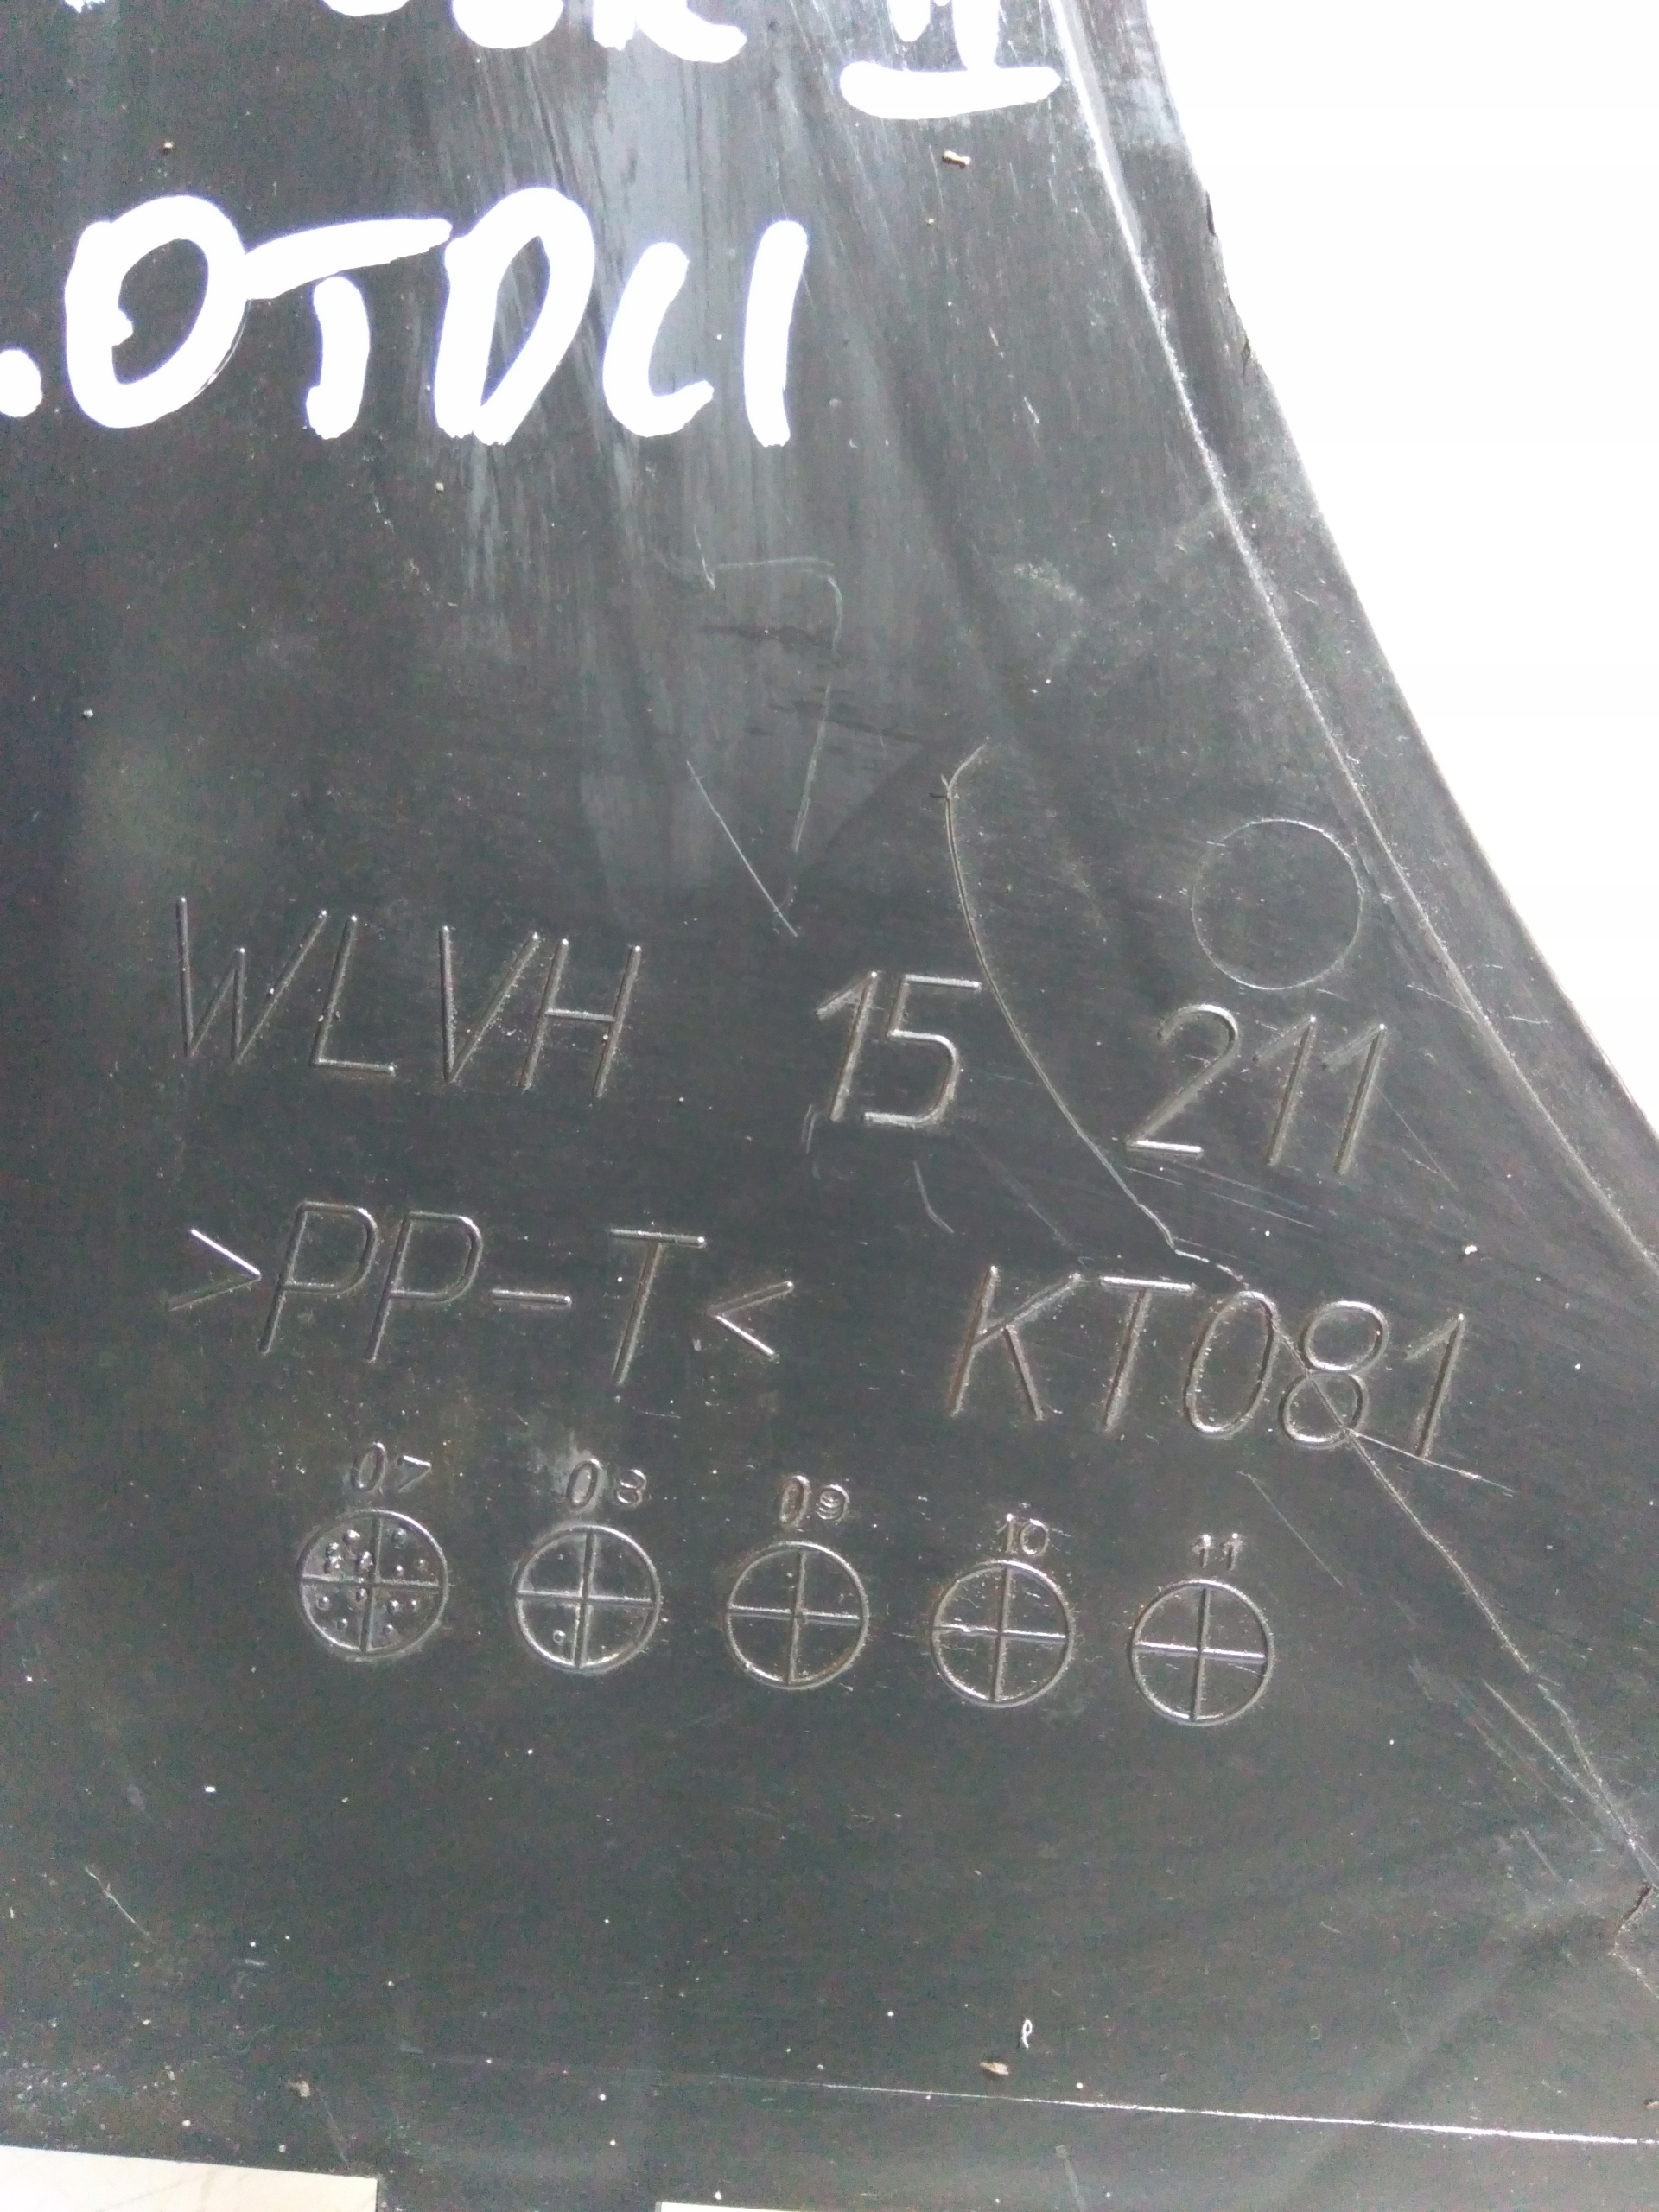 .0TDCI
WLVH 15 211
>PP-T< KT081
07 08 09 10 11